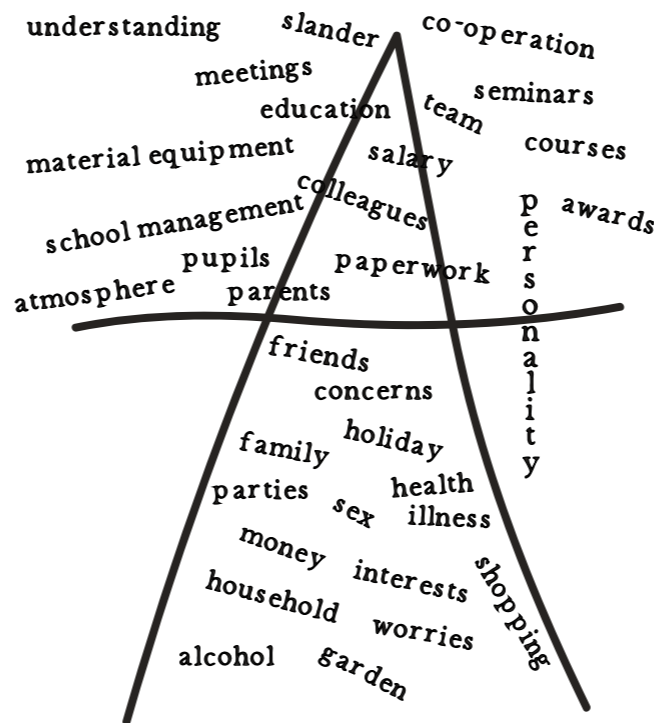 understanding
slander
co-operation
meetings
seminars
education
team
courses
material equipment
salary
colleagues
personality
awards
school management
pupils
paperwork
atmosphere
parents
friends
concerns
holiday
family
parties
health
sex
illness
money
interests
shopping
household
worries
alcohol
garden